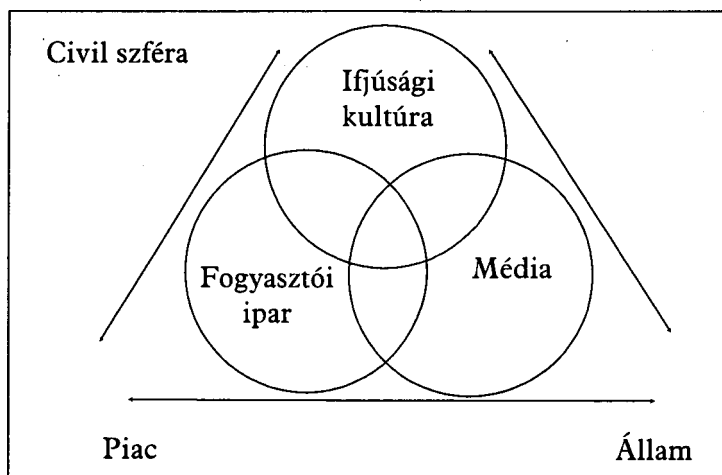 Civil szféra
Ifjúsági
kultúra
Fogyasztói
ipar
Média
Piac
Állam